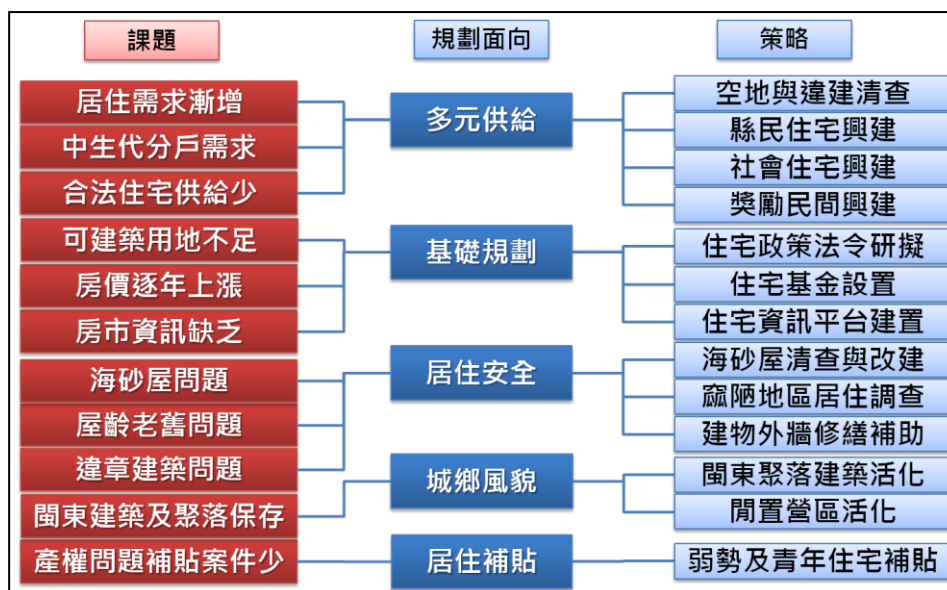 課題
規劃面向
策略
居住需求漸增
中生代分戶需求
合法住宅供給少
可建築用地不足
房價逐年上漲
房市資訊缺乏
海砂屋問題
屋齡老舊問題
違章建築問題
閩東建築及聚落保存
產權問題補貼案件少
多元供給
基礎規劃
居住安全
城鄉風貌
居住補貼
空地與違建清查
縣民住宅興建
社會住宅興建
獎勵民間興建
住宅政策法令研擬
住宅基金設置
住宅資訊平台建置
海砂屋清查與改建
窳陋地區居住調查
建物外牆修繕補助
閩東聚落建築活化
閒置營區活化
弱勢及青年住宅補貼